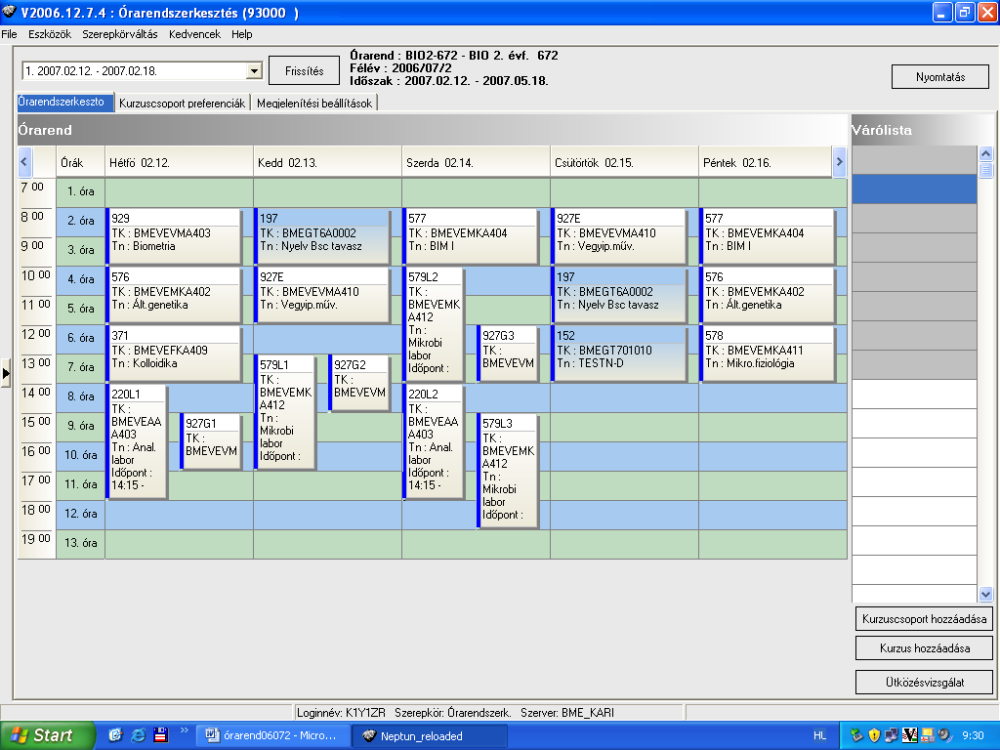 V2006.12.7.4 : Órarendszerkesztés (93000  )
File Eszközök Szerepkörváltás Kedvencek Help
1. 2007.02.12. - 2007.02.18.
Frissítés
Órarend : BIO2-672 - BIO 2. évf.  672
Félév : 2006/07/2
Időszak : 2007.02.12. - 2007.05.18.
Nyomtatás
Órarendszerkeszto Kurzuscsoport preferenciák Megjelenítési beállítások
Órarend
Várólista
Órák Hétfő 02.12. Kedd 02.13. Szerda 02.14. Csütörtök 02.15. Péntek 02.16.
7 00 1. óra
8 00 2. óra
9 00 3. óra
10 00 4. óra
11 00 5. óra
12 00 6. óra
13 00 7. óra
14 00 8. óra
15 00 9. óra
16 00 10. óra
17 00 11. óra
18 00 12. óra
19 00 13. óra
929
TK : BMEVEVMA403
Tn : Biometria
576
TK : BMEVEMKA402
Tn : Ált.genetika
371
TK : BMEVEFKA409
Tn : Kolloidika
220L1
TK :
BMEVEAA
A403
Tn : Anal.
labor
Időpont :
14:15 -
927G1
TK :
BMEVEVM
197
TK : BMEGT6A0002
Tn : Nyelv Bsc tavasz
927E
TK : BMEVEVMA410
Tn : Vegyip.műv.
579L1
TK :
BMEVEMK
A412
Tn :
Mikrobi
labor
Időpont :
927G2
TK :
BMEVEVM
577
TK : BMEVEMKA404
Tn : BIM I
579L2
TK :
BMEVEMK
A412
Tn :
Mikrobi
labor
Időpont :
927G3
TK :
BMEVEVM
220L2
TK :
BMEVEAA
A403
Tn : Anal.
labor
Időpont :
14:15 -
579L3
TK :
BMEVEMK
A412
Tn :
Mikrobi
labor
Időpont :
927E
TK : BMEVEVMA410
Tn : Vegyip.műv.
197
TK : BMEGT6A0002
Tn : Nyelv Bsc tavasz
152
TK : BMEGT701010
Tn : TESTN-D
577
TK : BMEVEMKA404
Tn : BIM I
576
TK : BMEVEMKA402
Tn : Ált.genetika
578
TK : BMEVEMKA411
Tn : Mikro.fiziológia
Kurzuscsoport hozzáadása
Kurzus hozzáadása
Ütközésvizsgálat
Loginnév: K1Y1ZR Szerepkör: Órarendszerk. Szerver: BME_KARI
Start
órarend06072 - Micro...
Neptun_reloaded
HL
9:30